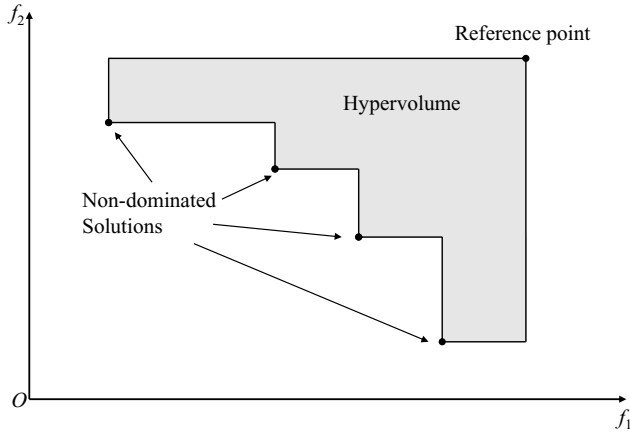 f₂
Reference point
Hypervolume
Non-dominated
Solutions
O
f₁